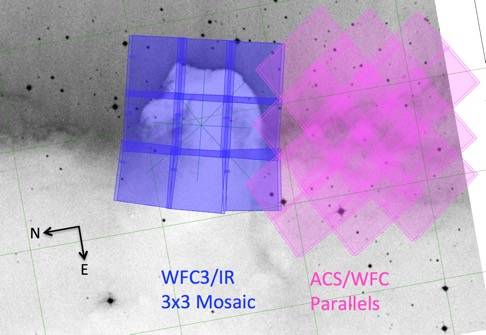 N
E
WFC3/IR
3x3 Mosaic
ACS/WFC
Parallels